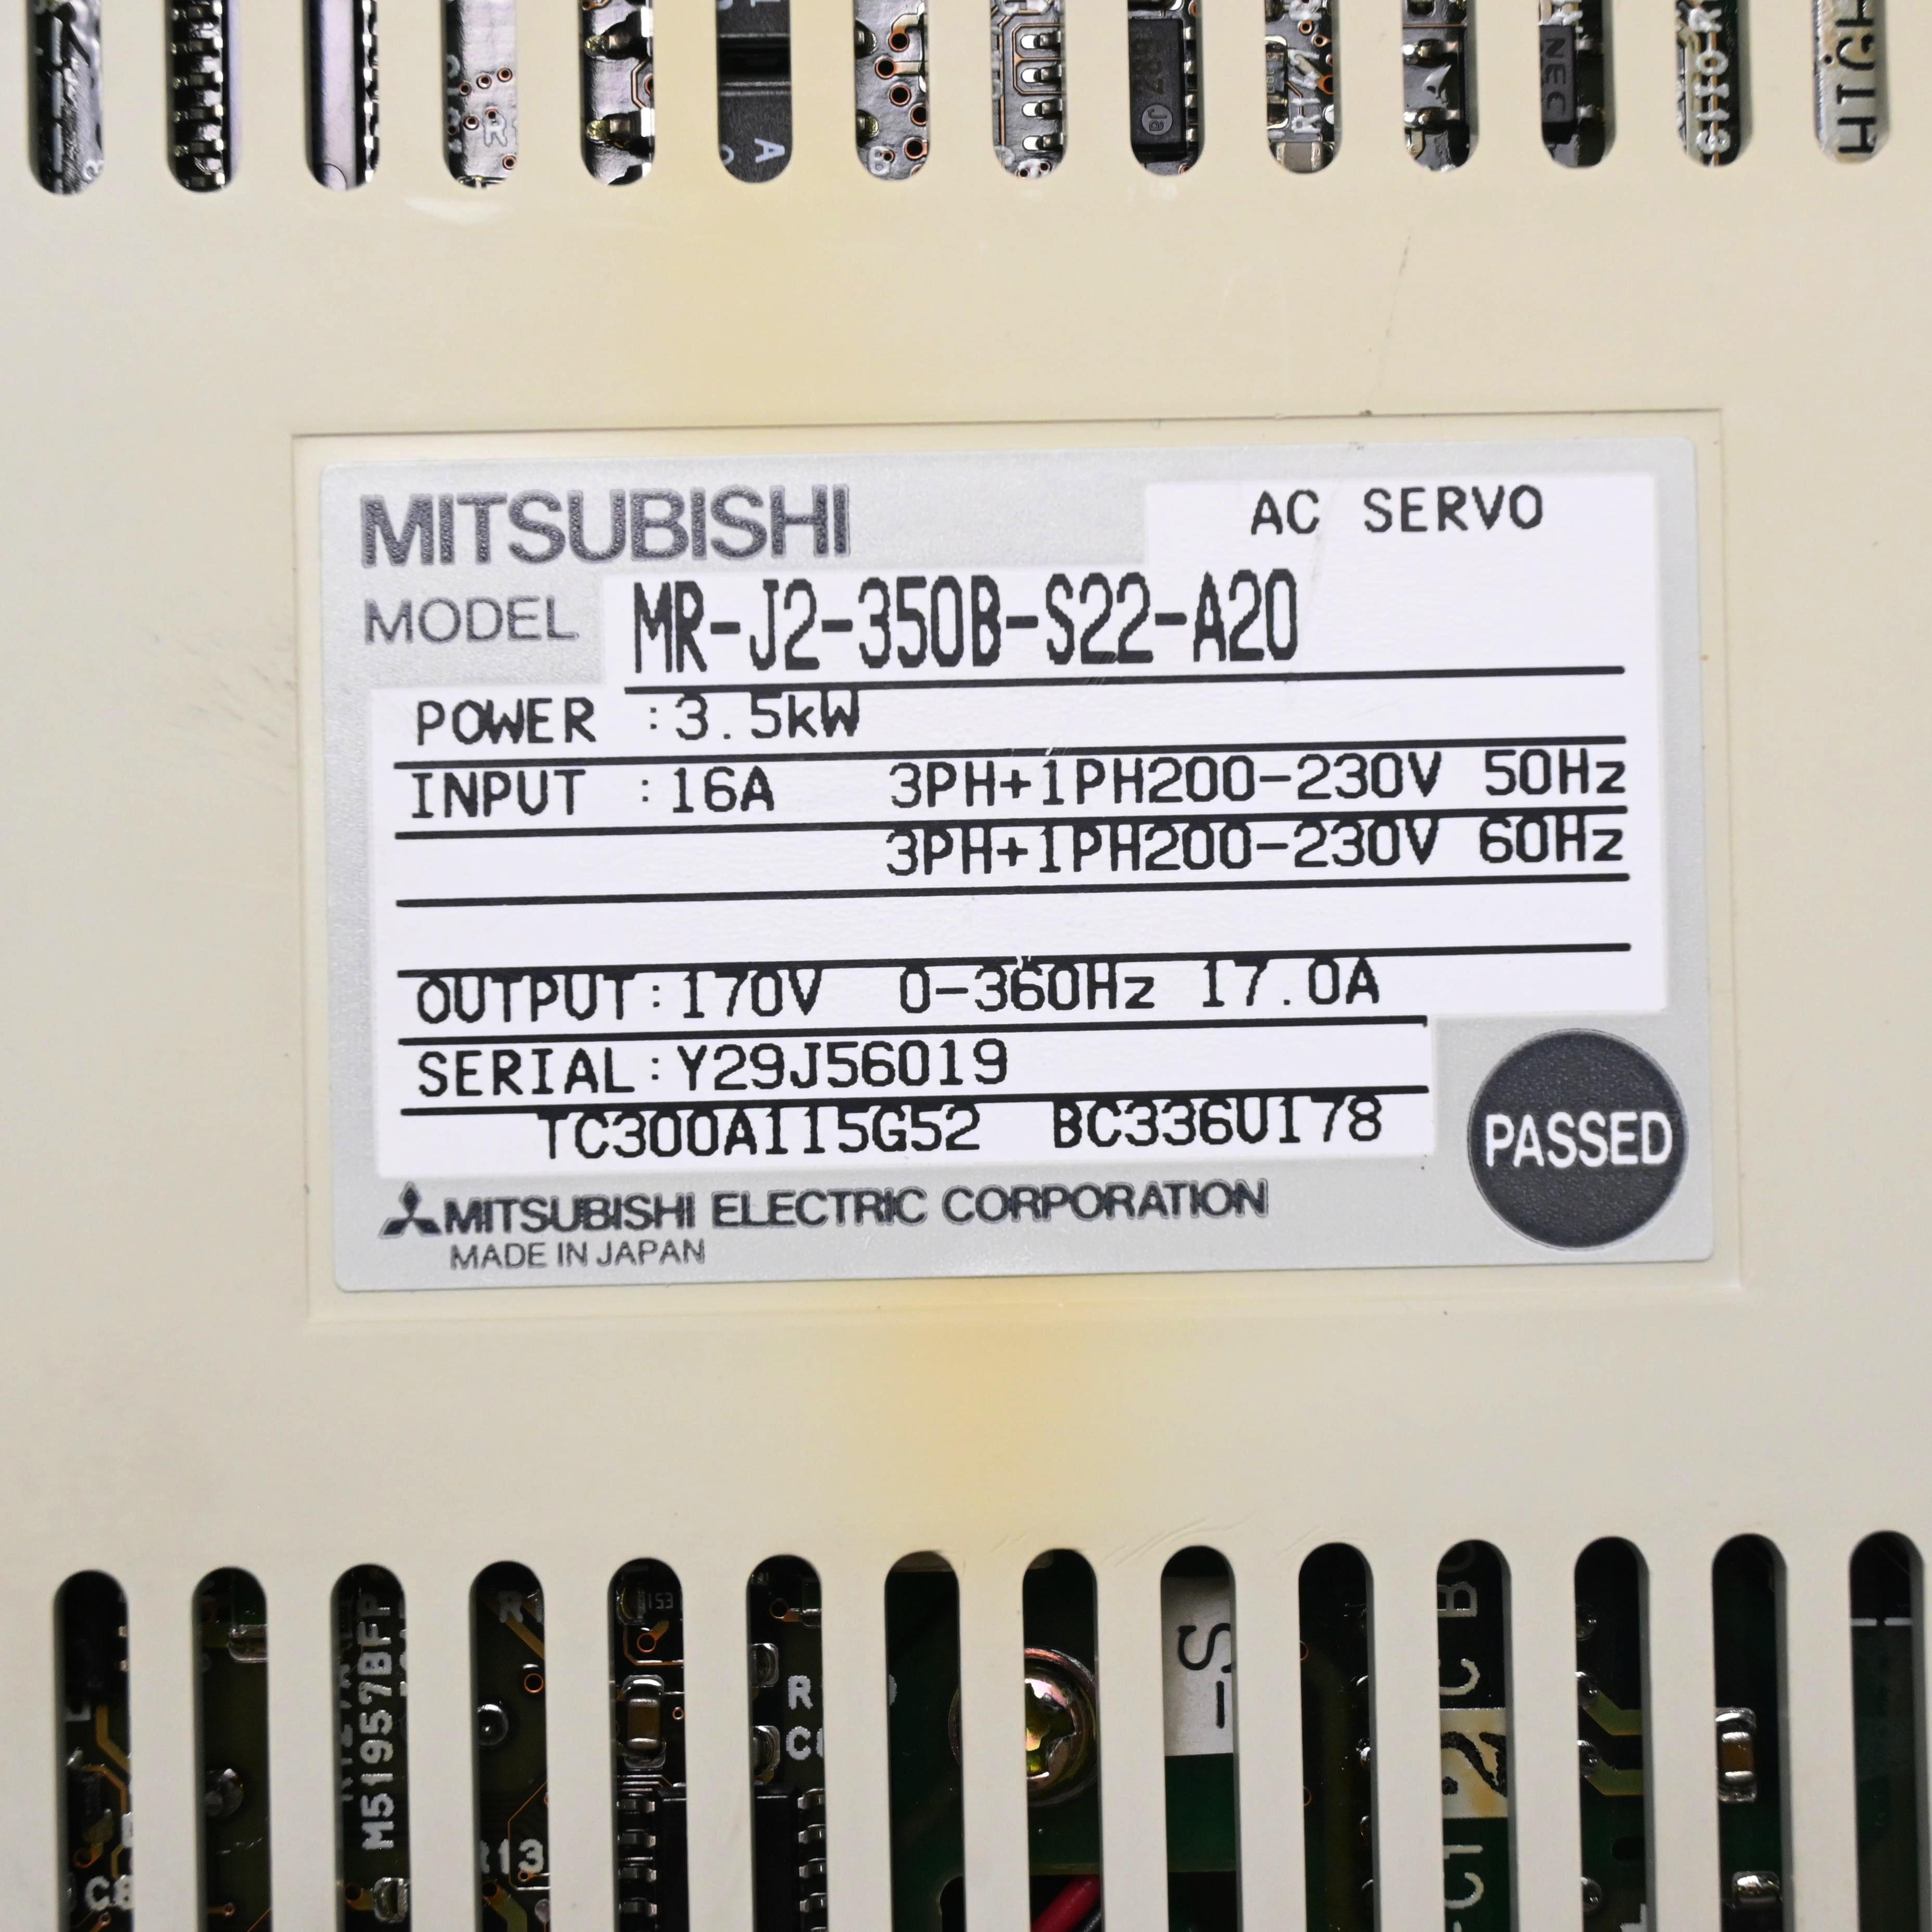 NEC
MITSUBISHI
AC SERVO
MODEL MR-J2-350B-S22-A20
POWER :3.5kW
INPUT :16A 3PH+1PH200-230V 50Hz
3PH+1PH200-230V 60Hz
OUTPUT:170V 0-360Hz 17.0A
SERIAL:Y29J56019
TC300A115G52 BC336U178
PASSED
MITSUBISHI ELECTRIC CORPORATION
MADE IN JAPAN
M51957BFP